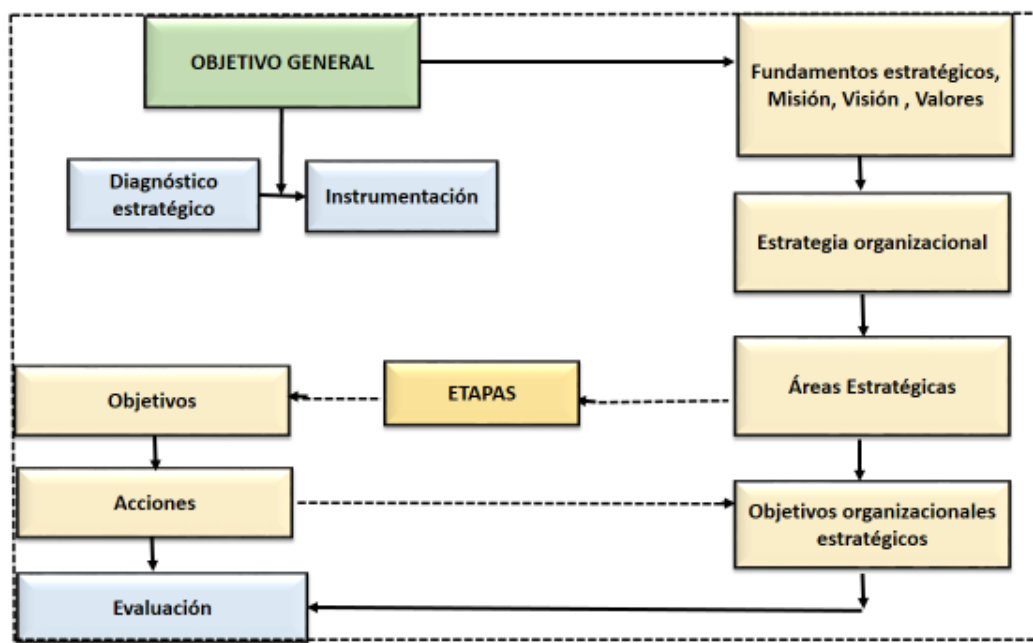 OBJETIVO GENERAL
Fundamentos estratégicos,
Misión, Visión , Valores
Diagnóstico
estratégico
Instrumentación
Estrategia organizacional
Áreas Estratégicas
ETAPAS
Objetivos
Acciones
Objetivos organizacionales
estratégicos
Evaluación